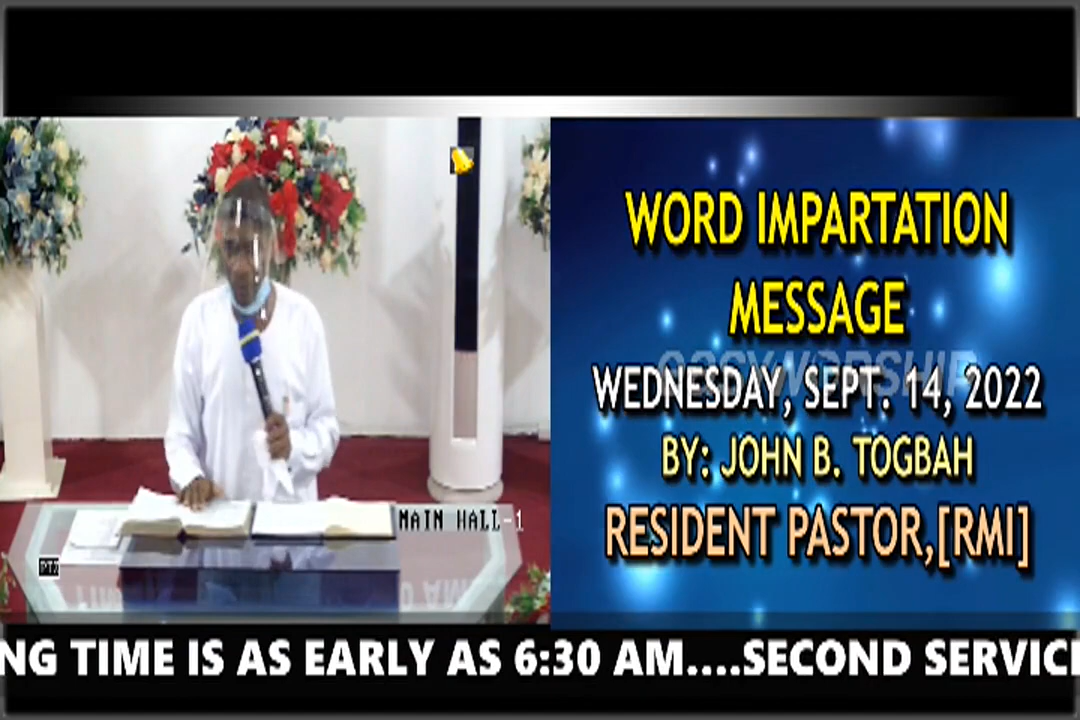 WORD IMPARTATION
MESSAGE
WEDNESDAY, SEPT. 14, 2022
BY: JOHN B. TOGBAH
RESIDENT PASTOR,[RMI]
MAIN HALL-1
PTZ
NG TIME IS AS EARLY AS 6:30 AM....SECOND SERVICE